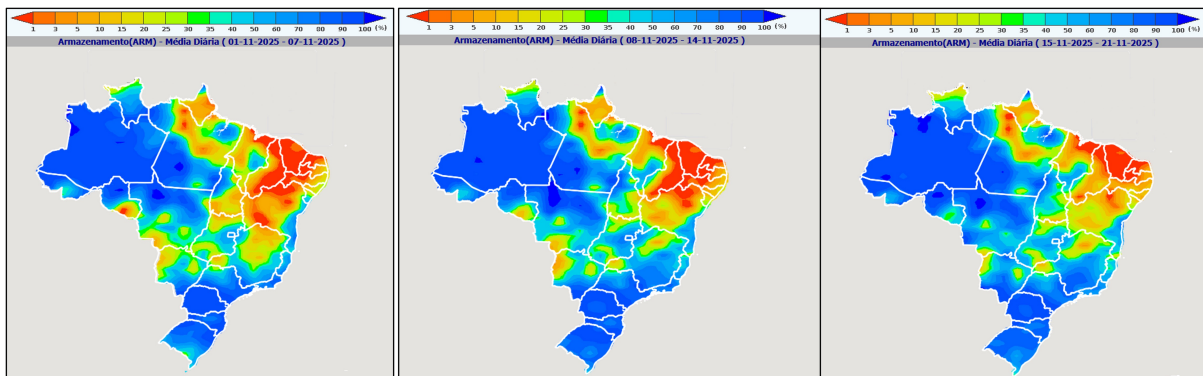 1 3 5 10 15 20 25 30 35 40 50 60 70 80 90 100 (%)
Armazenamento(ARM) - Média Diária ( 01-11-2025 - 07-11-2025 )
1 3 5 10 15 20 25 30 35 40 50 60 70 80 90 100 (%)
Armazenamento(ARM) - Média Diária ( 08-11-2025 - 14-11-2025 )
1 3 5 10 15 20 25 30 35 40 50 60 70 80 90 100 (%)
Armazenamento(ARM) - Média Diária ( 15-11-2025 - 21-11-2025 )